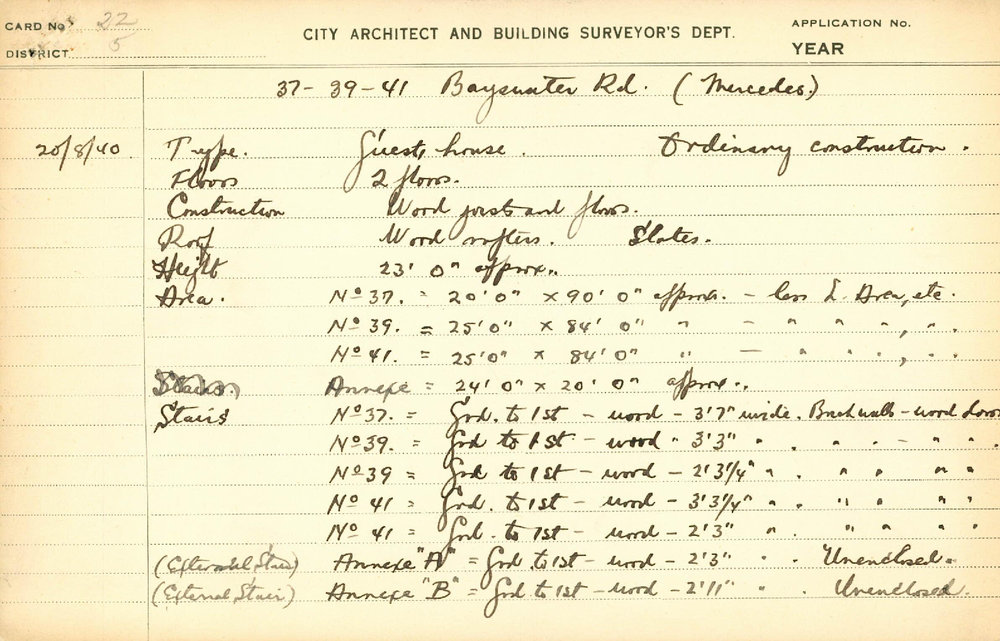 CARD No. 22
DISTRICT 5
CITY ARCHITECT AND BUILDING SURVEYOR'S DEPT.
APPLICATION No.
YEAR
37-39-41 Bayswater Rd. (Mercedes)
20/8/40. Type. Guest house. Ordinary construction.
Floors 2 floors.
Construction Wood joists and floors.
Roof Wood rafters. Slates.
Height 23' 0" approx.
Area. No 37. = 20'0" x 90' 0" approx. - less L. Area, etc.
No 39. = 25'0" x 84' 0" " - " " ", ".
No 41. = 25'0" x 84'0" " - " " ", ".
Stairs. Annexe = 24' 0" x 20' 0" approx.
Stairs No 37. = Grd. to 1st - wood - 3'7" wide. Brick walls - wood doors
No 39. = Grd to 1st - wood - 3'3" " . " " - " "
No 39 = Grd to 1st - wood - 2' 3 1/4" " . " " " "
No 41 = Grd. to 1st - wood - 3' 3 1/4" " . " " " "
No 41 = Grd. to 1st - wood - 2'3" " . " " " "
(External Stair) Annexe "A" = Grd. to 1st - wood - 2'3" " . Unenclosed.
(External Stair) Annexe "B" = Grd to 1st - wood - 2'11" " . Unenclosed.